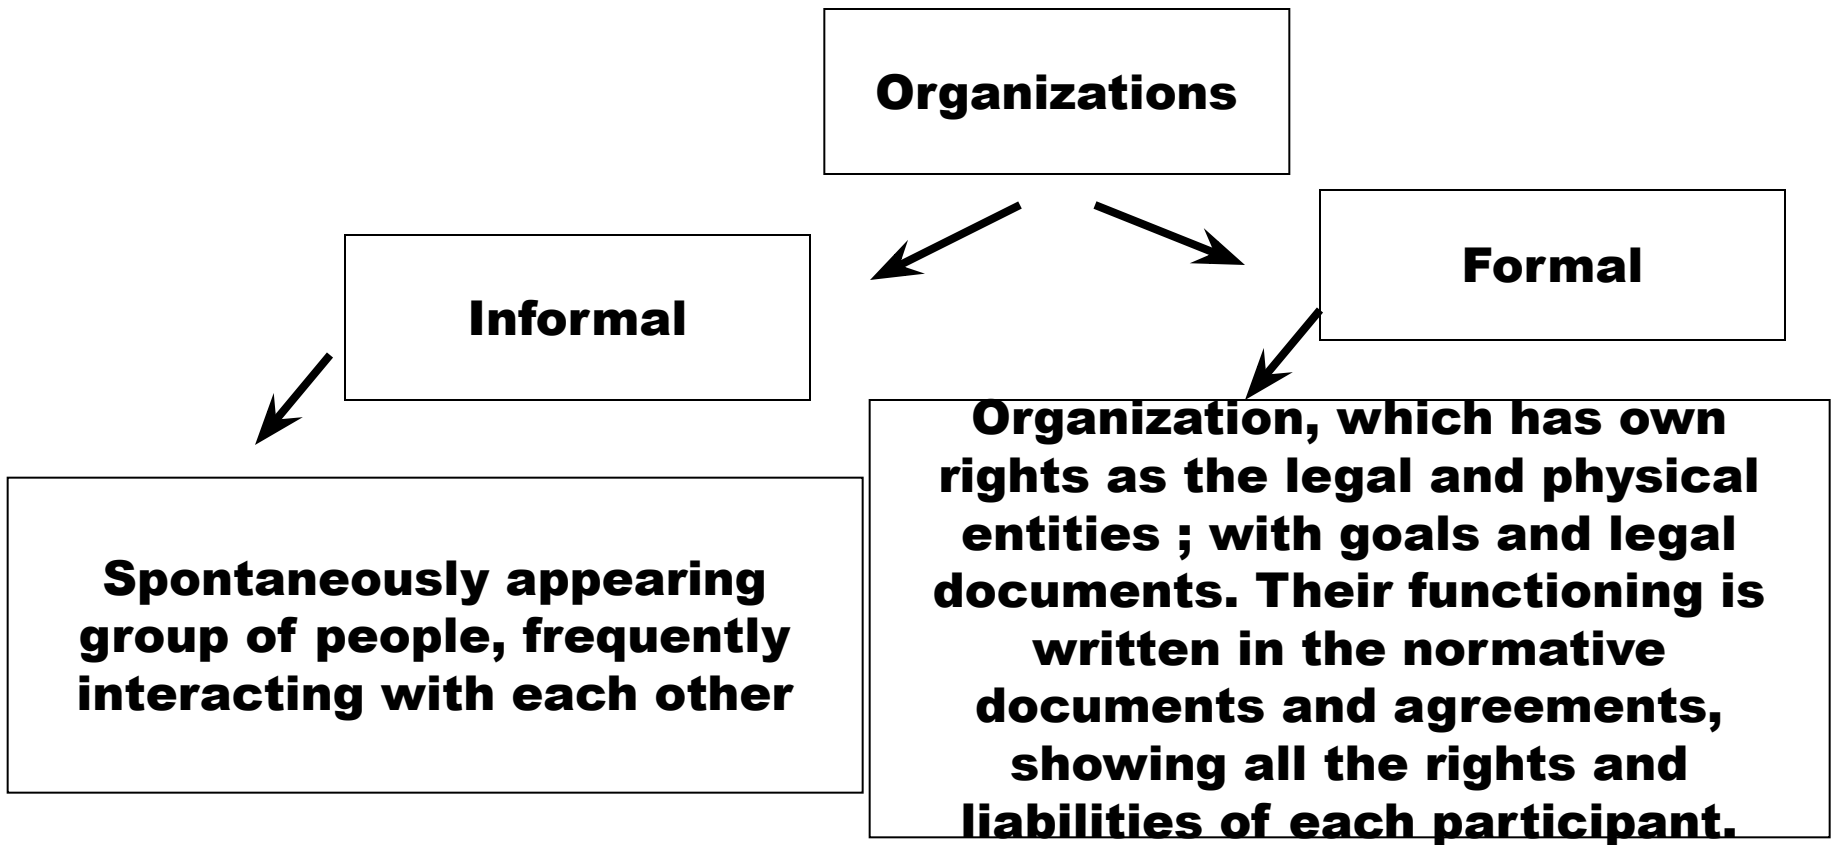 Organizations
Informal
Formal
Spontaneously appearing
group of people, frequently
interacting with each other
Organization, which has own
rights as the legal and physical
entities ; with goals and legal
documents. Their functioning is
written in the normative
documents and agreements,
showing all the rights and
liabilities of each participant.